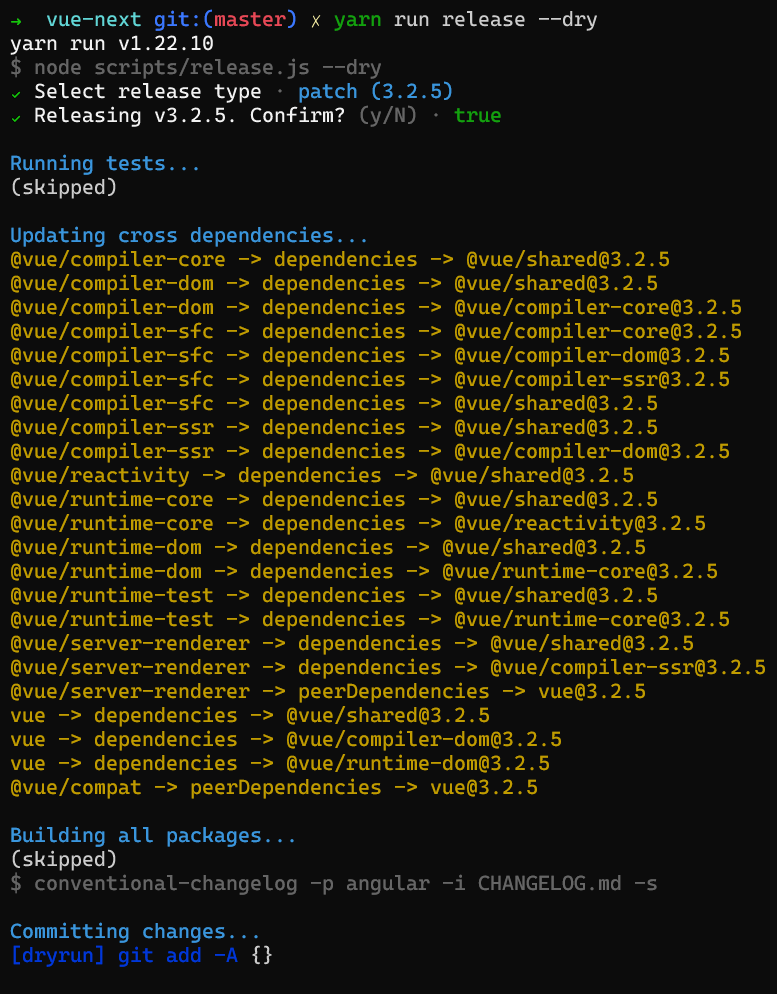 → vue-next git:(master) ✗ yarn run release --dry
yarn run v1.22.10
$ node scripts/release.js --dry
✓ Select release type · patch (3.2.5)
✓ Releasing v3.2.5. Confirm? (y/N) · true
Running tests...
(skipped)
Updating cross dependencies...
@vue/compiler-core -> dependencies -> @vue/shared@3.2.5
@vue/compiler-dom -> dependencies -> @vue/shared@3.2.5
@vue/compiler-dom -> dependencies -> @vue/compiler-core@3.2.5
@vue/compiler-sfc -> dependencies -> @vue/compiler-core@3.2.5
@vue/compiler-sfc -> dependencies -> @vue/compiler-dom@3.2.5
@vue/compiler-sfc -> dependencies -> @vue/compiler-ssr@3.2.5
@vue/compiler-sfc -> dependencies -> @vue/shared@3.2.5
@vue/compiler-ssr -> dependencies -> @vue/shared@3.2.5
@vue/compiler-ssr -> dependencies -> @vue/compiler-dom@3.2.5
@vue/reactivity -> dependencies -> @vue/shared@3.2.5
@vue/runtime-core -> dependencies -> @vue/shared@3.2.5
@vue/runtime-core -> dependencies -> @vue/reactivity@3.2.5
@vue/runtime-dom -> dependencies -> @vue/shared@3.2.5
@vue/runtime-dom -> dependencies -> @vue/runtime-core@3.2.5
@vue/runtime-test -> dependencies -> @vue/shared@3.2.5
@vue/runtime-test -> dependencies -> @vue/runtime-core@3.2.5
@vue/server-renderer -> dependencies -> @vue/shared@3.2.5
@vue/server-renderer -> dependencies -> @vue/compiler-ssr@3.2.5
@vue/server-renderer -> peerDependencies -> vue@3.2.5
vue -> dependencies -> @vue/shared@3.2.5
vue -> dependencies -> @vue/compiler-dom@3.2.5
vue -> dependencies -> @vue/runtime-dom@3.2.5
@vue/compat -> peerDependencies -> vue@3.2.5
Building all packages...
(skipped)
$ conventional-changelog -p angular -i CHANGELOG.md -s
Committing changes...
[dryrun] git add -A {}